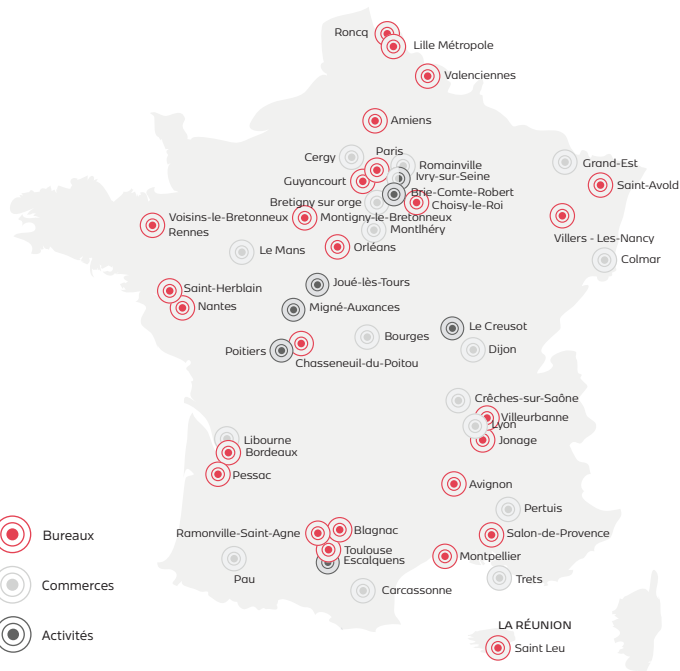 Roncq
Lille Métropole
Valenciennes
Amiens
Paris
Cergy
Romainville
Grand-Est
Ivry-sur-Seine
Guyancourt
Saint-Avold
Brie-Comte-Robert
Bretigny sur orge
Choisy-le-Roi
Voisins-le-Bretonneux
Montigny-le-Bretonneux
Rennes
Montlhéry
Villers - Les-Nancy
Le Mans
Orléans
Colmar
Joué-lès-Tours
Saint-Herblain
Nantes
Migné-Auxances
Le Creusot
Bourges
Poitiers
Dijon
Chasseneuil-du-Poitou
Crêches-sur-Saône
Villeurbanne
Lyon
Libourne
Jonage
Bordeaux
Pessac
Avignon
Pertuis
Ramonville-Saint-Agne
Blagnac
Salon-de-Provence
Bureaux
Toulouse
Montpellier
Escalquens
Pau
Trets
Commerces
Carcassonne
LA RÉUNION
Activités
Saint Leu